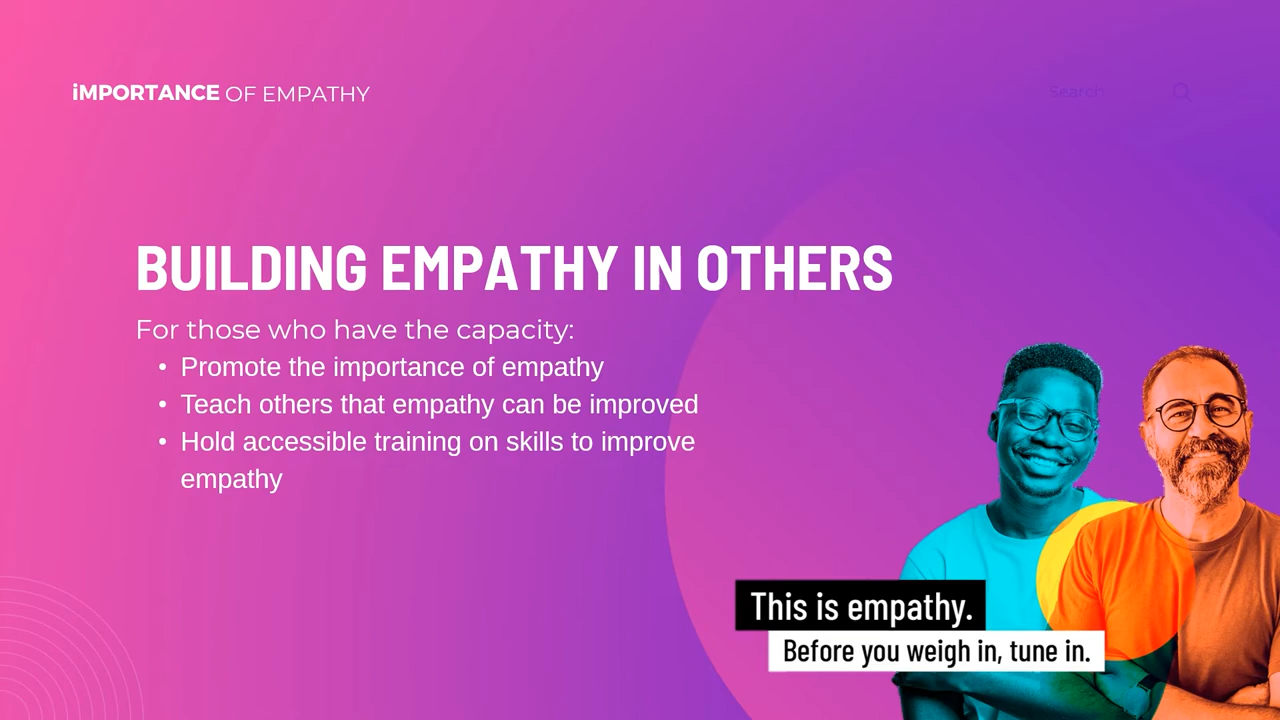 iMPORTANCE OF EMPATHY
Search
BUILDING EMPATHY IN OTHERS
For those who have the capacity:
• Promote the importance of empathy
• Teach others that empathy can be improved
• Hold accessible training on skills to improve
empathy
This is empathy.
Before you weigh in, tune in.